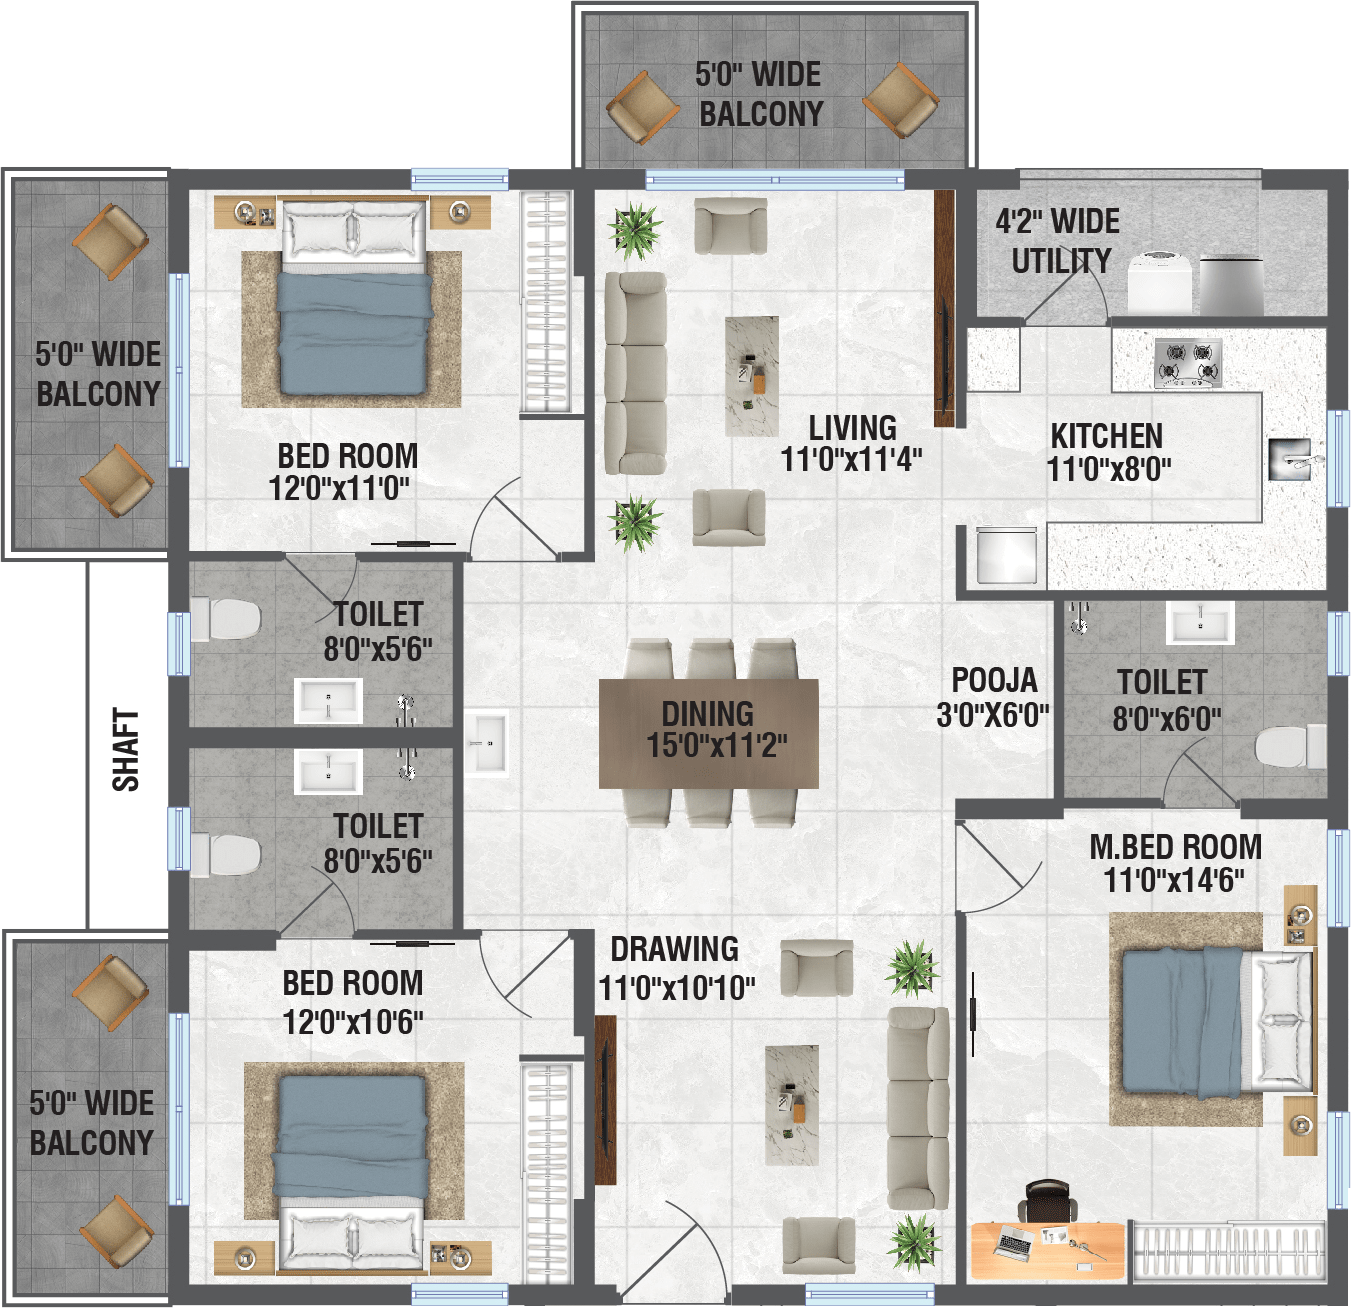 5'0" WIDE
BALCONY
4'2" WIDE
UTILITY
5'0" WIDE
BALCONY
BED ROOM
12'0"x11'0"
LIVING
11'0"x11'4"
KITCHEN
11'0"x8'0"
TOILET
8'0"x5'6"
SHAFT
DINING
15'0"x11'2"
POOJA
3'0"X6'0"
TOILET
8'0"x6'0"
TOILET
8'0"x5'6"
M.BED ROOM
11'0"x14'6"
BED ROOM
12'0"x10'6"
DRAWING
11'0"x10'10"
5'0" WIDE
BALCONY